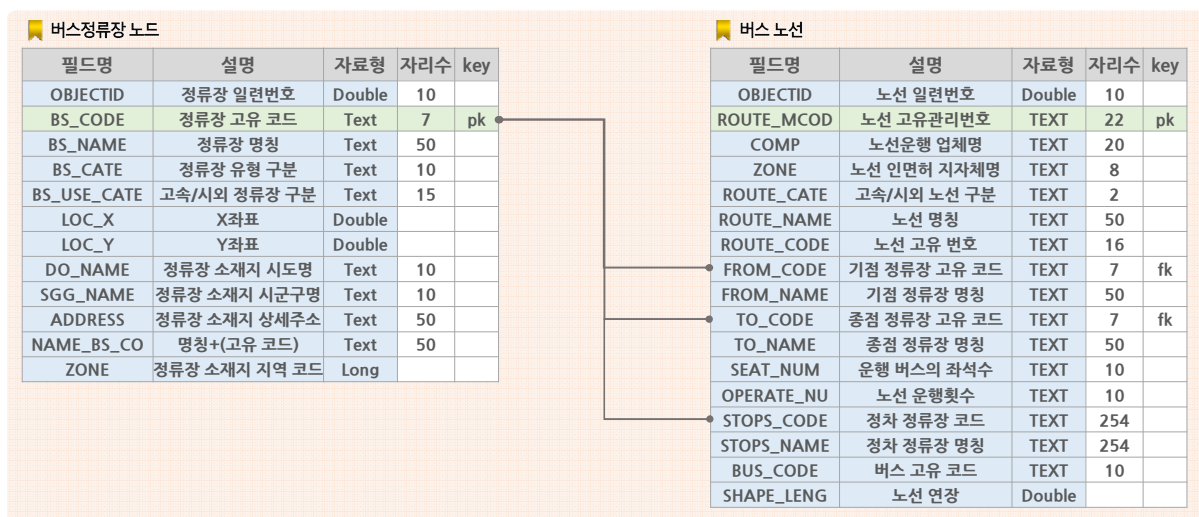 버스정류장 노드
필드명 설명 자료형 자리수 key
OBJECTID 정류장 일련번호 Double 10
BS_CODE 정류장 고유 코드 Text 7 pk
BS_NAME 정류장 명칭 Text 50
BS_CATE 정류장 유형 구분 Text 10
BS_USE_CATE 고속/시외 정류장 구분 Text 15
LOC_X X좌표 Double
LOC_Y Y좌표 Double
DO_NAME 정류장 소재지 시도명 Text 10
SGG_NAME 정류장 소재지 시군구명 Text 10
ADDRESS 정류장 소재지 상세주소 Text 50
NAME_BS_CO 명칭+(고유 코드) Text 50
ZONE 정류장 소재지 지역 코드 Long
버스 노선
필드명 설명 자료형 자리수 key
OBJECTID 노선 일련번호 Double 10
ROUTE_MCOD 노선 고유관리번호 TEXT 22 pk
COMP 노선운행 업체명 TEXT 20
ZONE 노선 인면허 지자체명 TEXT 8
ROUTE_CATE 고속/시외 노선 구분 TEXT 2
ROUTE_NAME 노선 명칭 TEXT 50
ROUTE_CODE 노선 고유 번호 TEXT 16
FROM_CODE 기점 정류장 고유 코드 TEXT 7 fk
FROM_NAME 기점 정류장 명칭 TEXT 50
TO_CODE 종점 정류장 고유 코드 TEXT 7 fk
TO_NAME 종점 정류장 명칭 TEXT 50
SEAT_NUM 운행 버스의 좌석수 TEXT 10
OPERATE_NU 노선 운행횟수 TEXT 10
STOPS_CODE 정차 정류장 코드 TEXT 254
STOPS_NAME 정차 정류장 명칭 TEXT 254
BUS_CODE 버스 고유 코드 TEXT 10
SHAPE_LENG 노선 연장 Double